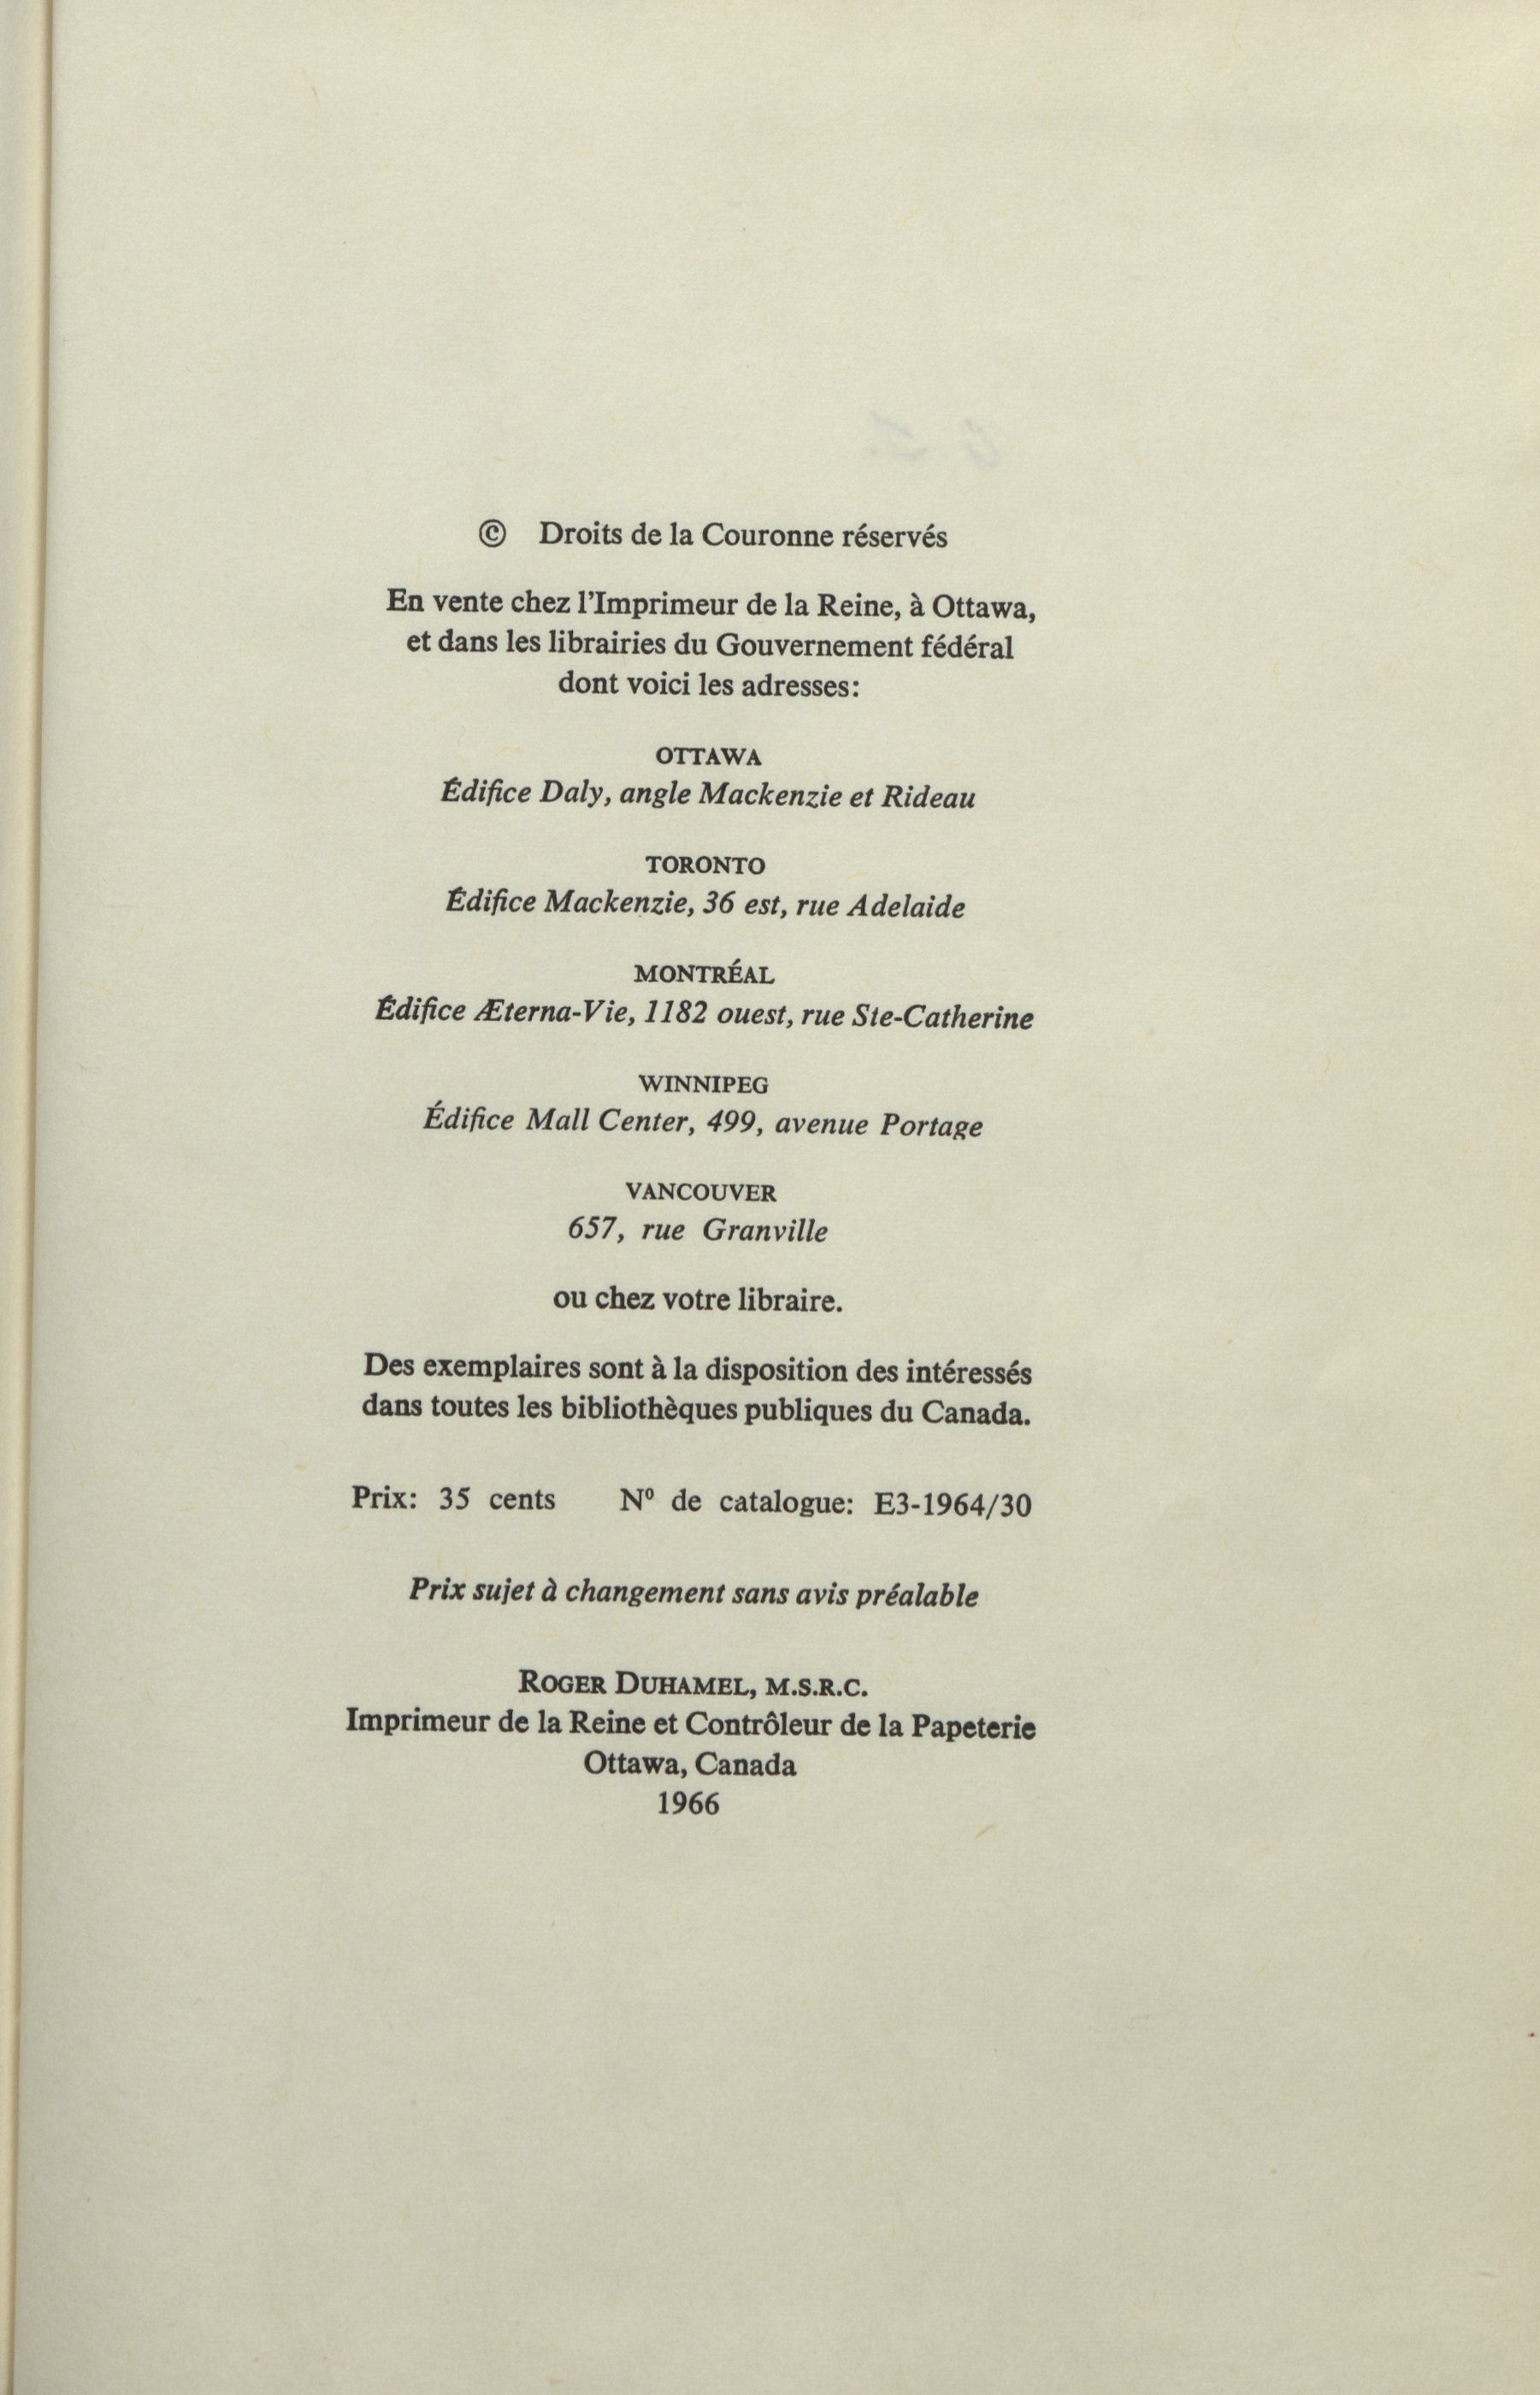 © Droits de la Couronne réservés
En vente chez l'Imprimeur de la Reine, à Ottawa,
et dans les librairies du Gouvernement fédéral
dont voici les adresses:
OTTAWA
Édifice Daly, angle Mackenzie et Rideau
TORONTO
Édifice Mackenzie, 36 est, rue Adelaide
MONTRÉAL
Édifice Æterna-Vie, 1182 ouest, rue Ste-Catherine
WINNIPEG
Édifice Mall Center, 499, avenue Portage
VANCOUVER
657, rue Granville
ou chez votre libraire.
Des exemplaires sont à la disposition des intéressés
dans toutes les bibliothèques publiques du Canada.
Prix: 35 cents Nº de catalogue: E3-1964/30
Prix sujet à changement sans avis préalable
ROGER DUHAMEL, M.S.R.C.
Imprimeur de la Reine et Contrôleur de la Papeterie
Ottawa, Canada
1966